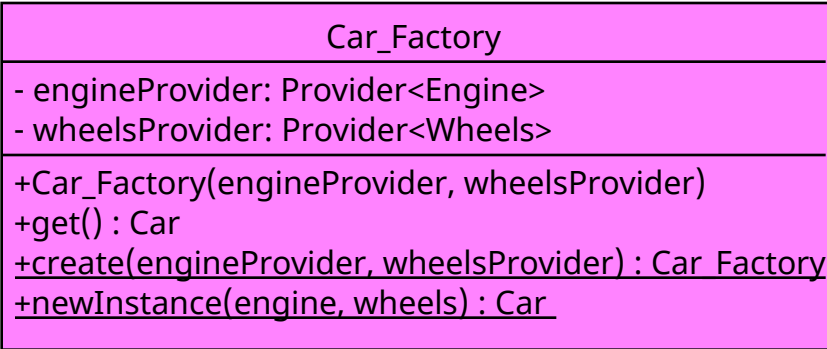 Car_Factory
- engineProvider: Provider<Engine>
- wheelsProvider: Provider<Wheels>
+Car_Factory(engineProvider, wheelsProvider)
+get() : Car
+create(engineProvider, wheelsProvider) : Car_Factory
+newInstance(engine, wheels) : Car